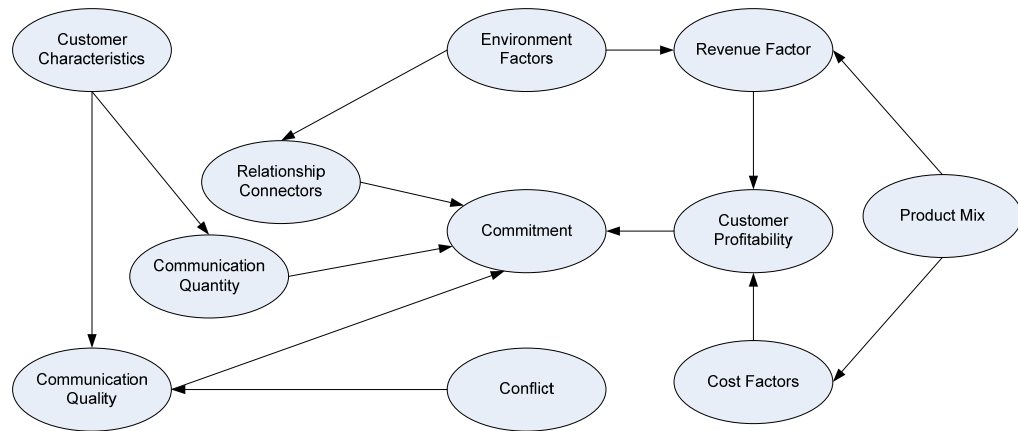 Customer
Characteristics
Environment
Factors
Revenue Factor
Relationship
Connectors
Commitment
Customer
Profitability
Product Mix
Communication
Quantity
Communication
Quality
Conflict
Cost Factors